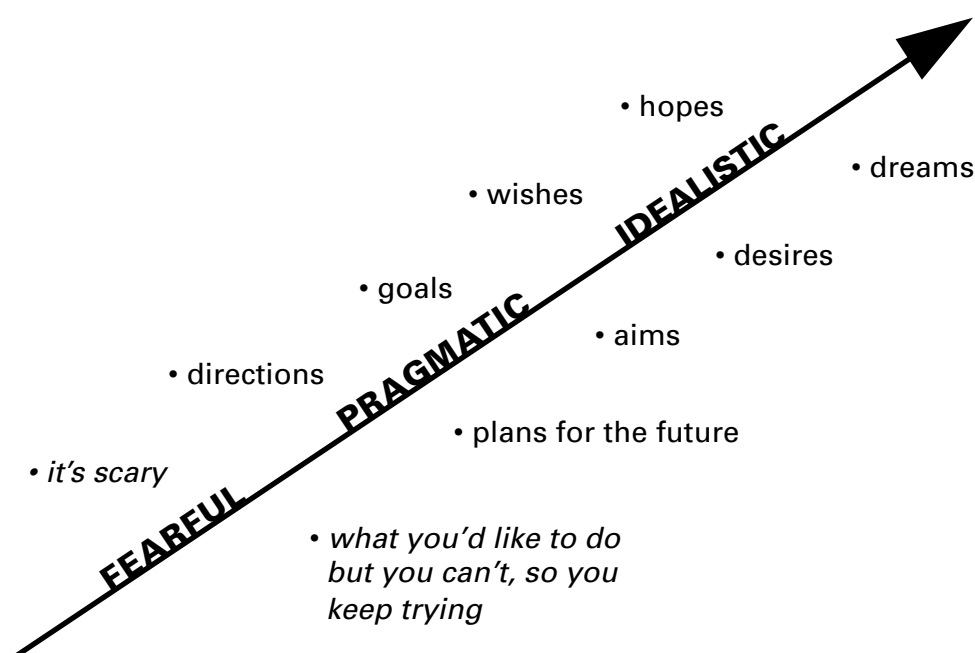 • hopes
IDEALISTIC
• dreams
• wishes
• desires
• goals
PRAGMATIC
• aims
• directions
• plans for the future
• it's scary
FEARFUL
• what you’d like to do
but you can't, so you
keep trying